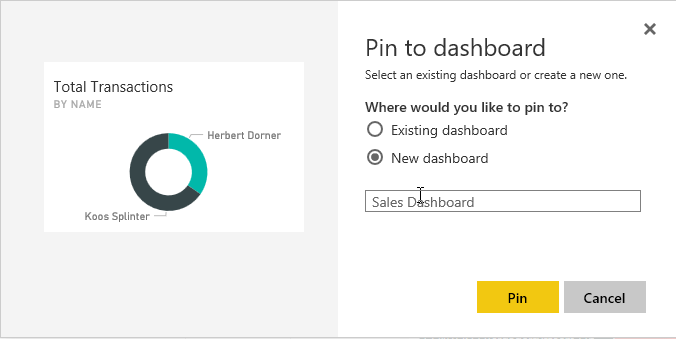 Total Transactions
BY NAME
Herbert Dorner
Koos Splinter
Pin to dashboard
Select an existing dashboard or create a new one.
Where would you like to pin to?
Existing dashboard
New dashboard
Sales Dashboard
Pin
Cancel